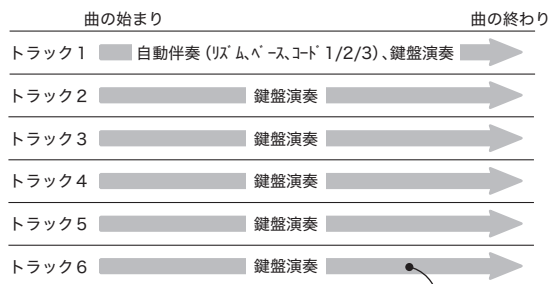 曲の始まり 曲の終わり
トラック1 自動伴奏（ﾘｽﾞﾑ、ﾍﾞｰｽ、ｺｰﾄﾞ1/2/3）、鍵盤演奏
トラック2 鍵盤演奏
トラック3 鍵盤演奏
トラック4 鍵盤演奏
トラック5 鍵盤演奏
トラック6 鍵盤演奏